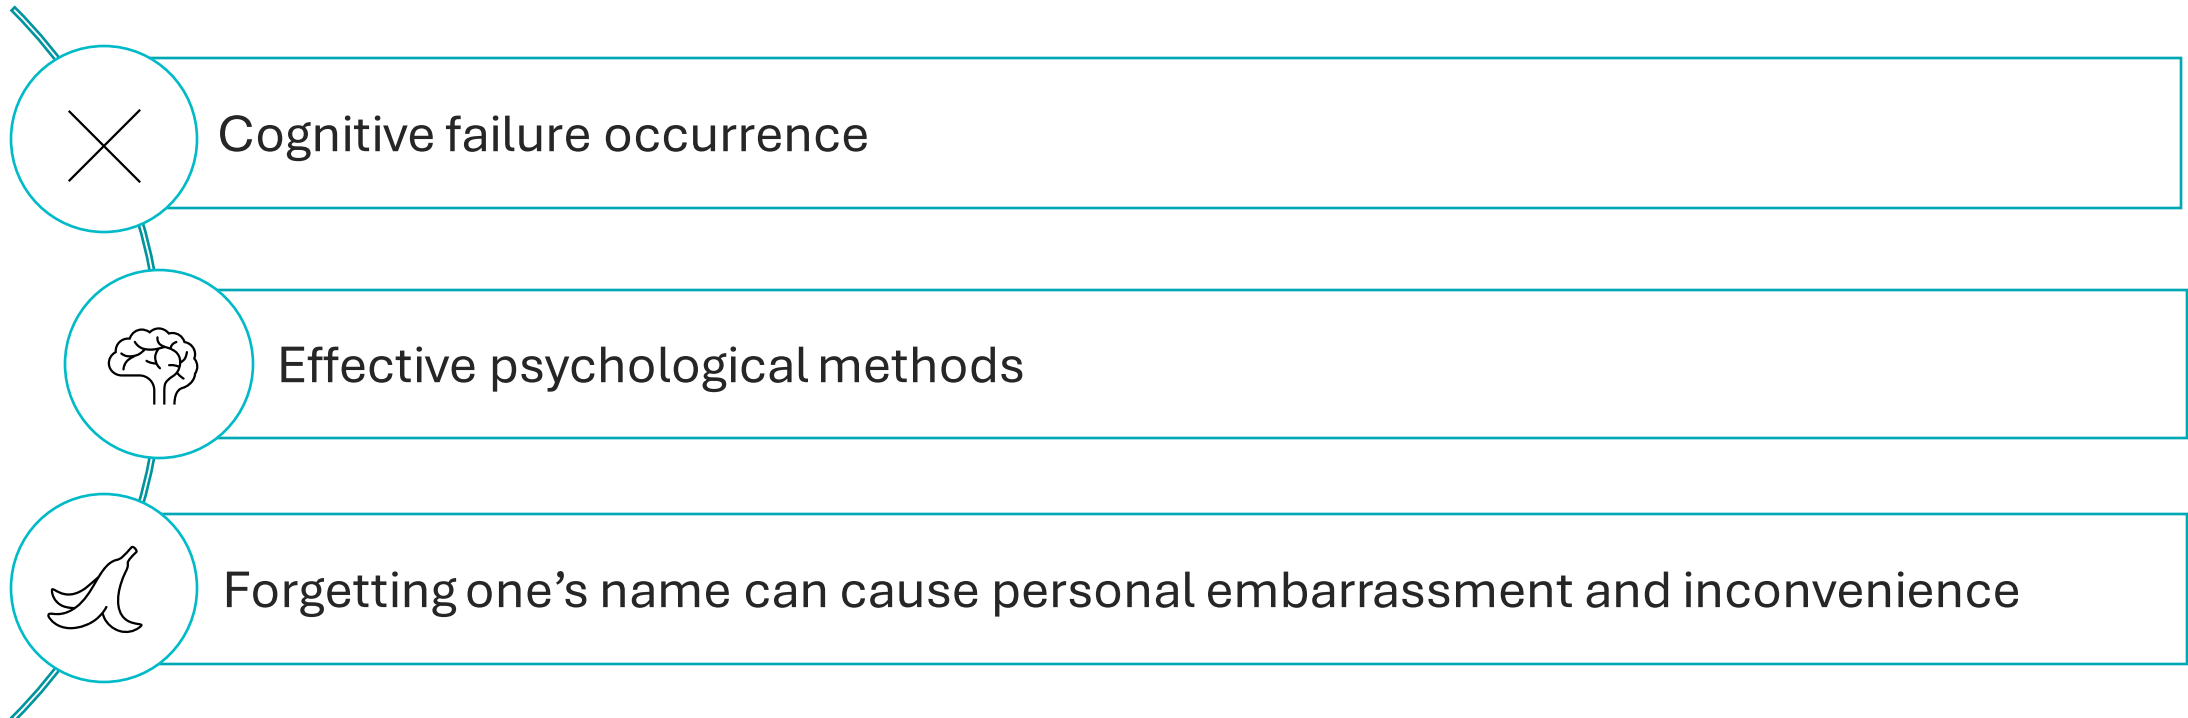 Cognitive failure occurrence
Effective psychological methods
Forgetting one’s name can cause personal embarrassment and inconvenience